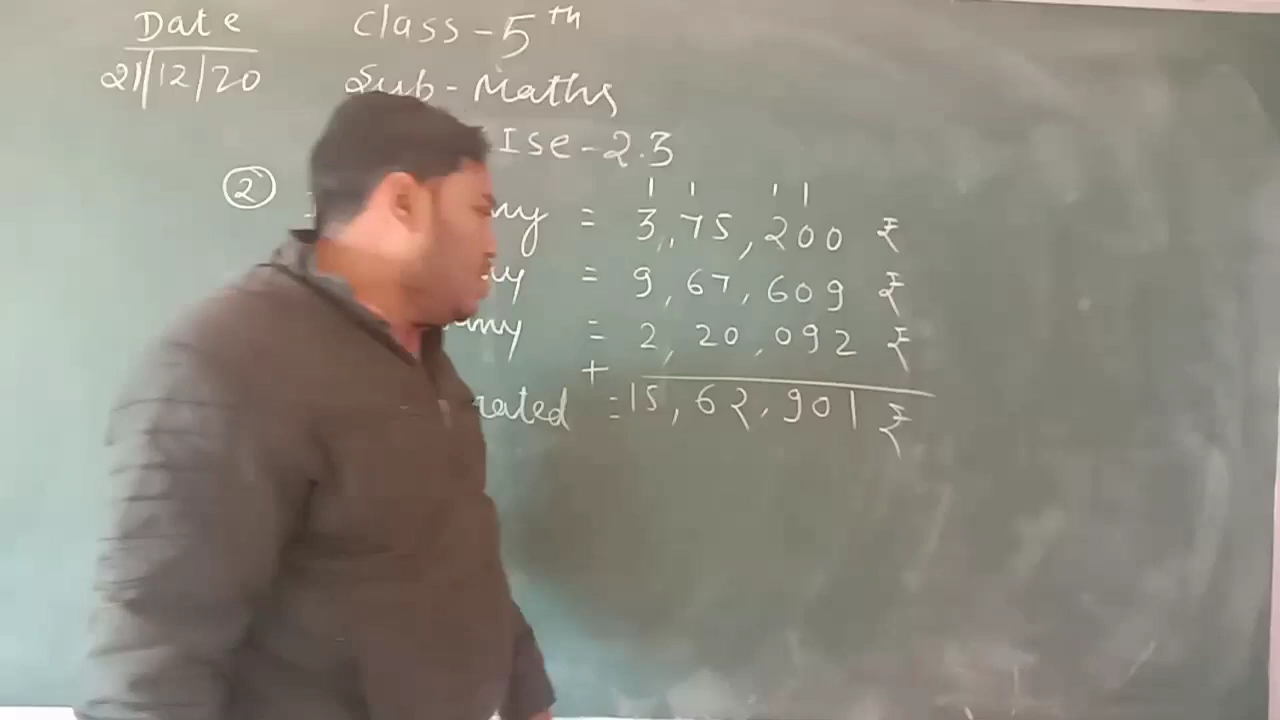 Date Class-5th
21/12/20 Sub-Maths
Ise-2.3
② = 3,75,200 ₹
= 9,67,609 ₹
= 2,20,092 ₹
+
= 15,62,901 ₹